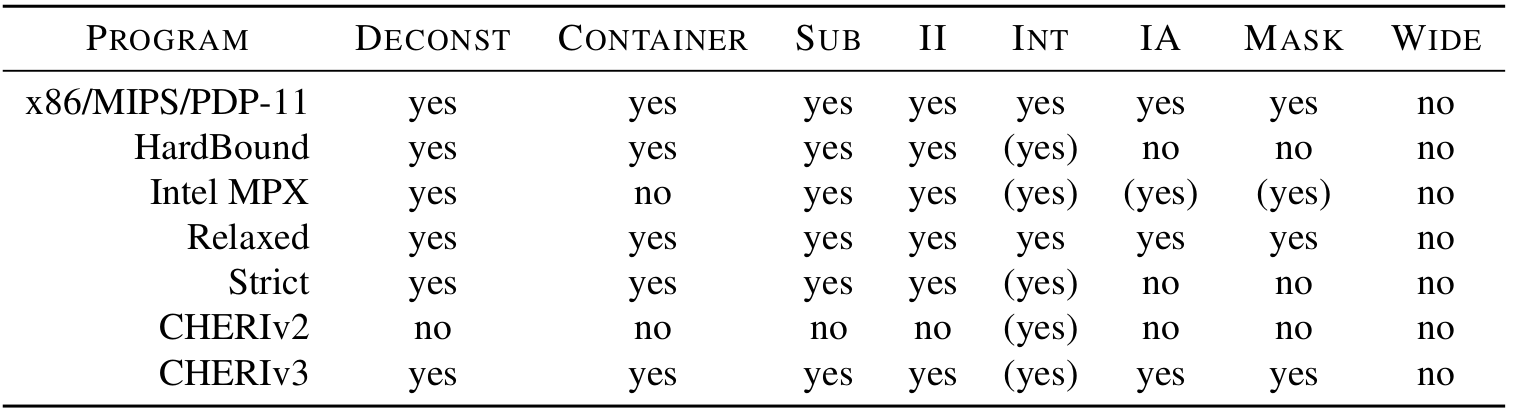 PROGRAM DECONST CONTAINER SUB II INT IA MASK WIDE
x86/MIPS/PDP-11 yes yes yes yes yes yes yes no
HardBound yes yes yes yes (yes) no no no
Intel MPX yes no yes yes (yes) (yes) (yes) no
Relaxed yes yes yes yes yes yes yes no
Strict yes yes yes yes (yes) no no no
CHERIv2 no no no no (yes) no no no
CHERIv3 yes yes yes yes (yes) yes yes no